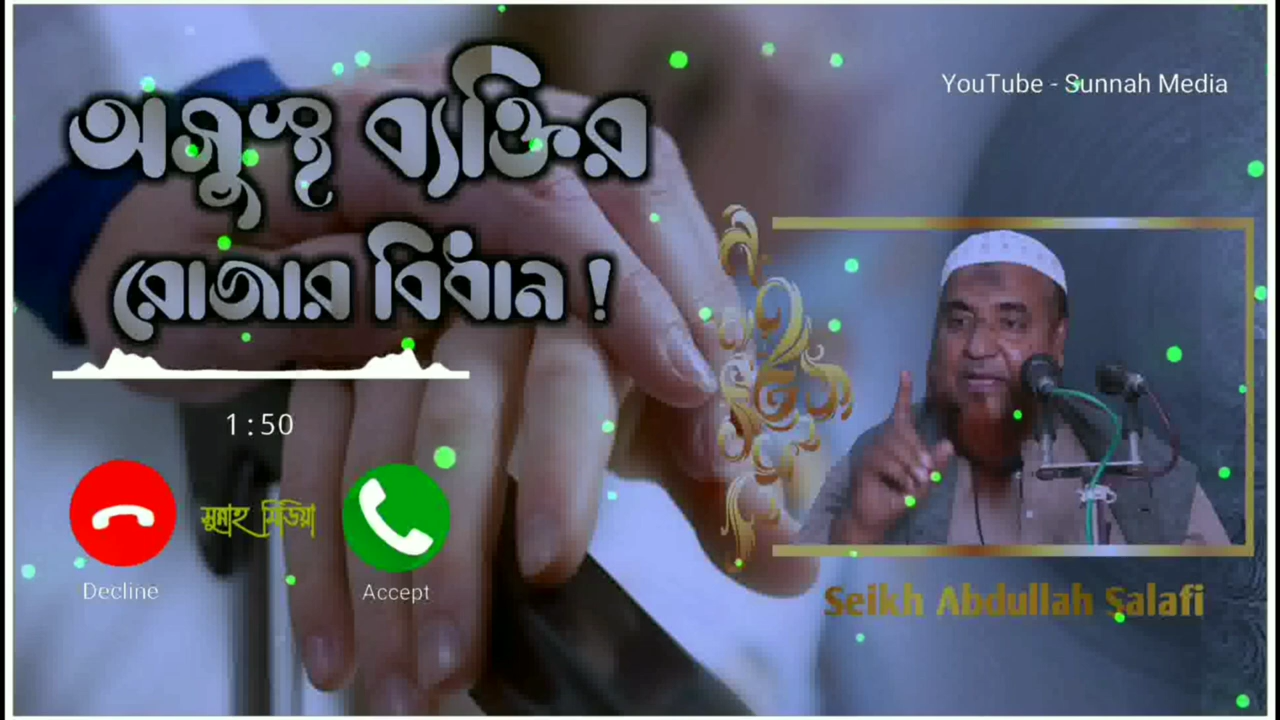 YouTube - Sunnah Media
অসুস্থ ব্যক্তির
রোজার বিধান !
1:50
সুন্নাহ মিডিয়া
Decline
Accept
Seikh Abdullah Salafi